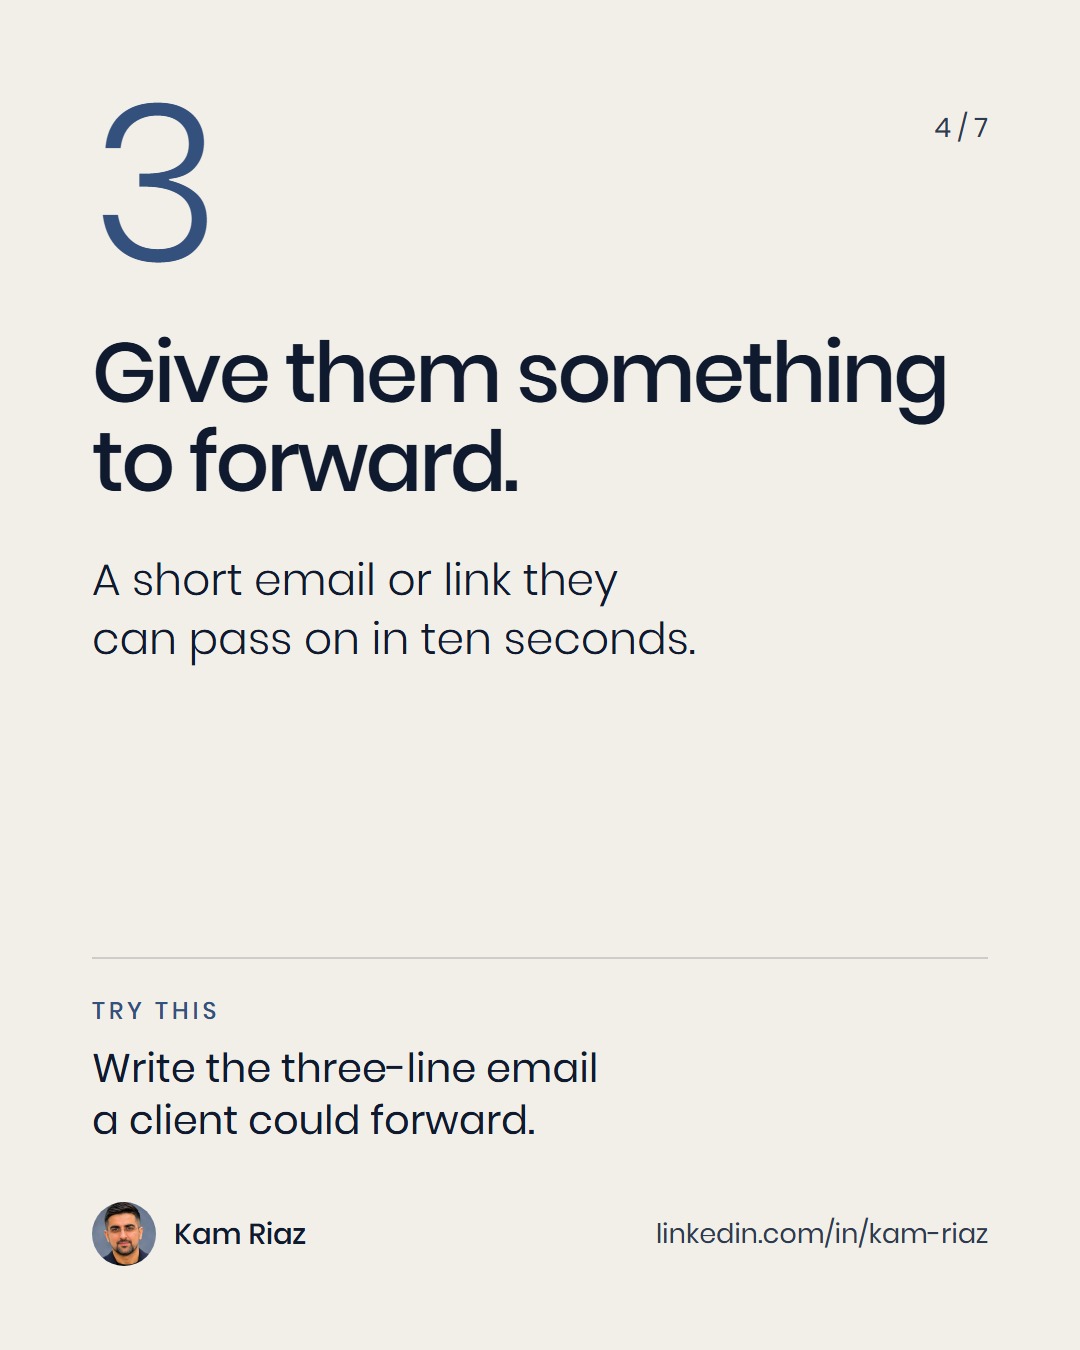 3
4 / 7
Give them something
to forward.
A short email or link they
can pass on in ten seconds.
TRY THIS
Write the three-line email
a client could forward.
Kam Riaz
linkedin.com/in/kam-riaz